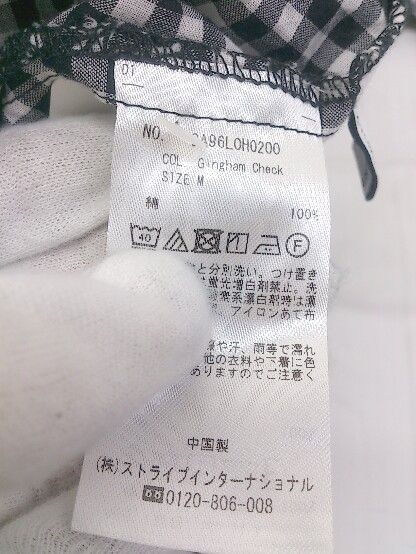 01
NO. A96L0H0200
COL. Gingham Check
SIZE M
綿 100%
40 F
と分別洗い。つけ置き
蛍光増白剤禁止。洗
素系漂白剤時は濃
アイロンあて布
や汗、雨等で濡れ
他の衣料や下着に色
ありますのでご注意く
中国製
(株)ストライプインターナショナル
0120-806-008